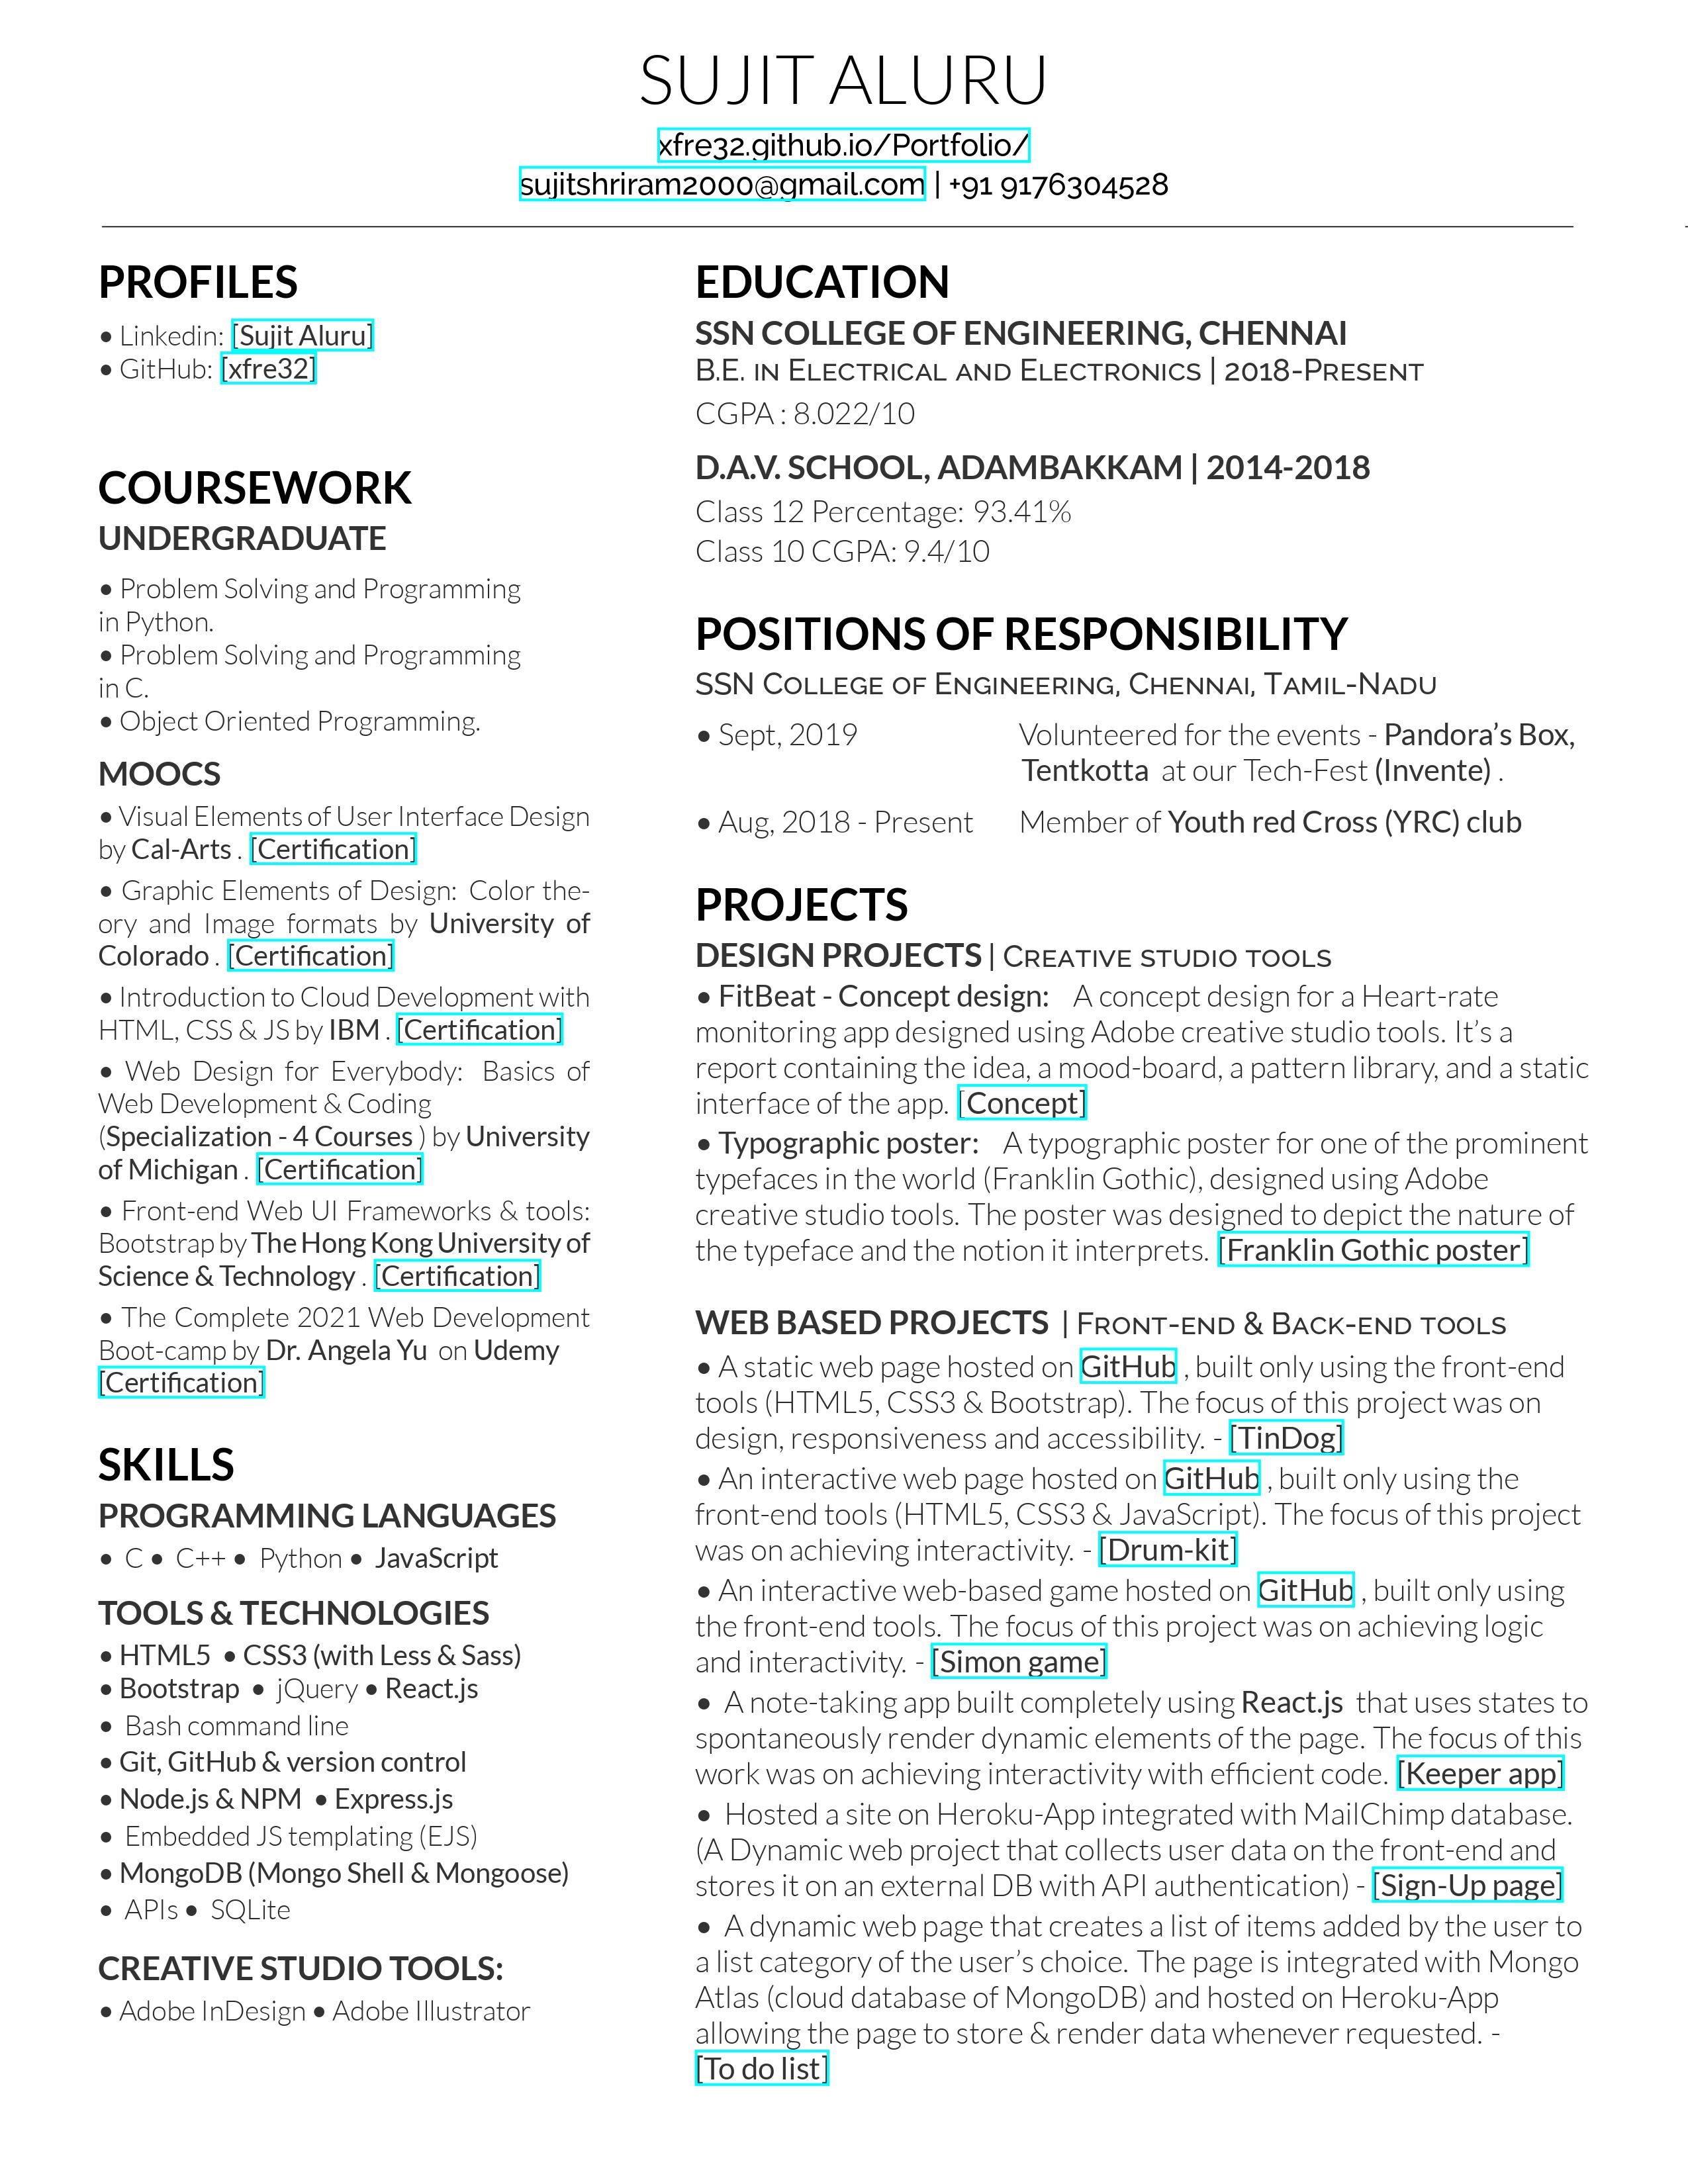 SUJIT ALURU
xfre32.github.io/Portfolio/
sujitshriram2000@gmail.com | +91 9176304528
PROFILES
• Linkedin: [Sujit Aluru]
• GitHub: [xfre32]
COURSEWORK
UNDERGRADUATE
• Problem Solving and Programming
in Python.
• Problem Solving and Programming
in C.
• Object Oriented Programming.
MOOCS
• Visual Elements of User Interface Design
by Cal-Arts . [Certification]
• Graphic Elements of Design: Color the-
ory and Image formats by University of
Colorado . [Certification]
• Introduction to Cloud Development with
HTML, CSS & JS by IBM . [Certification]
• Web Design for Everybody: Basics of
Web Development & Coding
(Specialization - 4 Courses ) by University
of Michigan . [Certification]
• Front-end Web UI Frameworks & tools:
Bootstrap by The Hong Kong University of
Science & Technology . [Certification]
• The Complete 2021 Web Development
Boot-camp by Dr. Angela Yu on Udemy
[Certification]
SKILLS
PROGRAMMING LANGUAGES
• C • C++ • Python • JavaScript
TOOLS & TECHNOLOGIES
• HTML5 • CSS3 (with Less & Sass)
• Bootstrap • jQuery • React.js
• Bash command line
• Git, GitHub & version control
• Node.js & NPM • Express.js
• Embedded JS templating (EJS)
• MongoDB (Mongo Shell & Mongoose)
• APIs • SQLite
CREATIVE STUDIO TOOLS:
• Adobe InDesign • Adobe Illustrator
EDUCATION
SSN COLLEGE OF ENGINEERING, CHENNAI
B.E. in Electrical and Electronics | 2018-Present
CGPA : 8.022/10
D.A.V. SCHOOL, ADAMBAKKAM | 2014-2018
Class 12 Percentage: 93.41%
Class 10 CGPA: 9.4/10
POSITIONS OF RESPONSIBILITY
SSN College of Engineering, Chennai, Tamil-Nadu
• Sept, 2019 Volunteered for the events - Pandora’s Box,
Tentkotta at our Tech-Fest (Invente) .
• Aug, 2018 - Present Member of Youth red Cross (YRC) club
PROJECTS
DESIGN PROJECTS | Creative studio tools
• FitBeat - Concept design: A concept design for a Heart-rate
monitoring app designed using Adobe creative studio tools. It’s a
report containing the idea, a mood-board, a pattern library, and a static
interface of the app. [Concept]
• Typographic poster: A typographic poster for one of the prominent
typefaces in the world (Franklin Gothic), designed using Adobe
creative studio tools. The poster was designed to depict the nature of
the typeface and the notion it interprets. [Franklin Gothic poster]
WEB BASED PROJECTS | Front-end & Back-end tools
• A static web page hosted on GitHub , built only using the front-end
tools (HTML5, CSS3 & Bootstrap). The focus of this project was on
design, responsiveness and accessibility. - [TinDog]
• An interactive web page hosted on GitHub , built only using the
front-end tools (HTML5, CSS3 & JavaScript). The focus of this project
was on achieving interactivity. - [Drum-kit]
• An interactive web-based game hosted on GitHub , built only using
the front-end tools. The focus of this project was on achieving logic
and interactivity. - [Simon game]
• A note-taking app built completely using React.js that uses states to
spontaneously render dynamic elements of the page. The focus of this
work was on achieving interactivity with efficient code. [Keeper app]
• Hosted a site on Heroku-App integrated with MailChimp database.
(A Dynamic web project that collects user data on the front-end and
stores it on an external DB with API authentication) - [Sign-Up page]
• A dynamic web page that creates a list of items added by the user to
a list category of the user’s choice. The page is integrated with Mongo
Atlas (cloud database of MongoDB) and hosted on Heroku-App
allowing the page to store & render data whenever requested. -
[To do list]